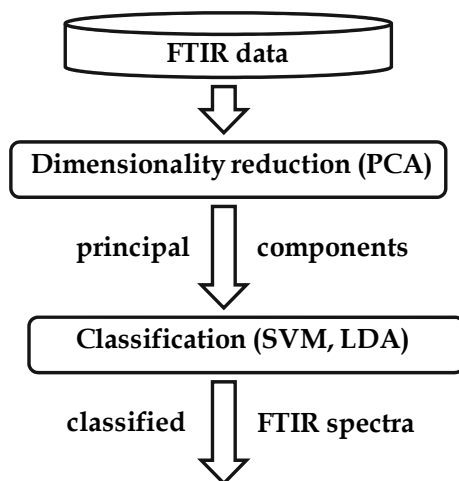 FTIR data
Dimensionality reduction (PCA)
principal components
Classification (SVM, LDA)
classified FTIR spectra